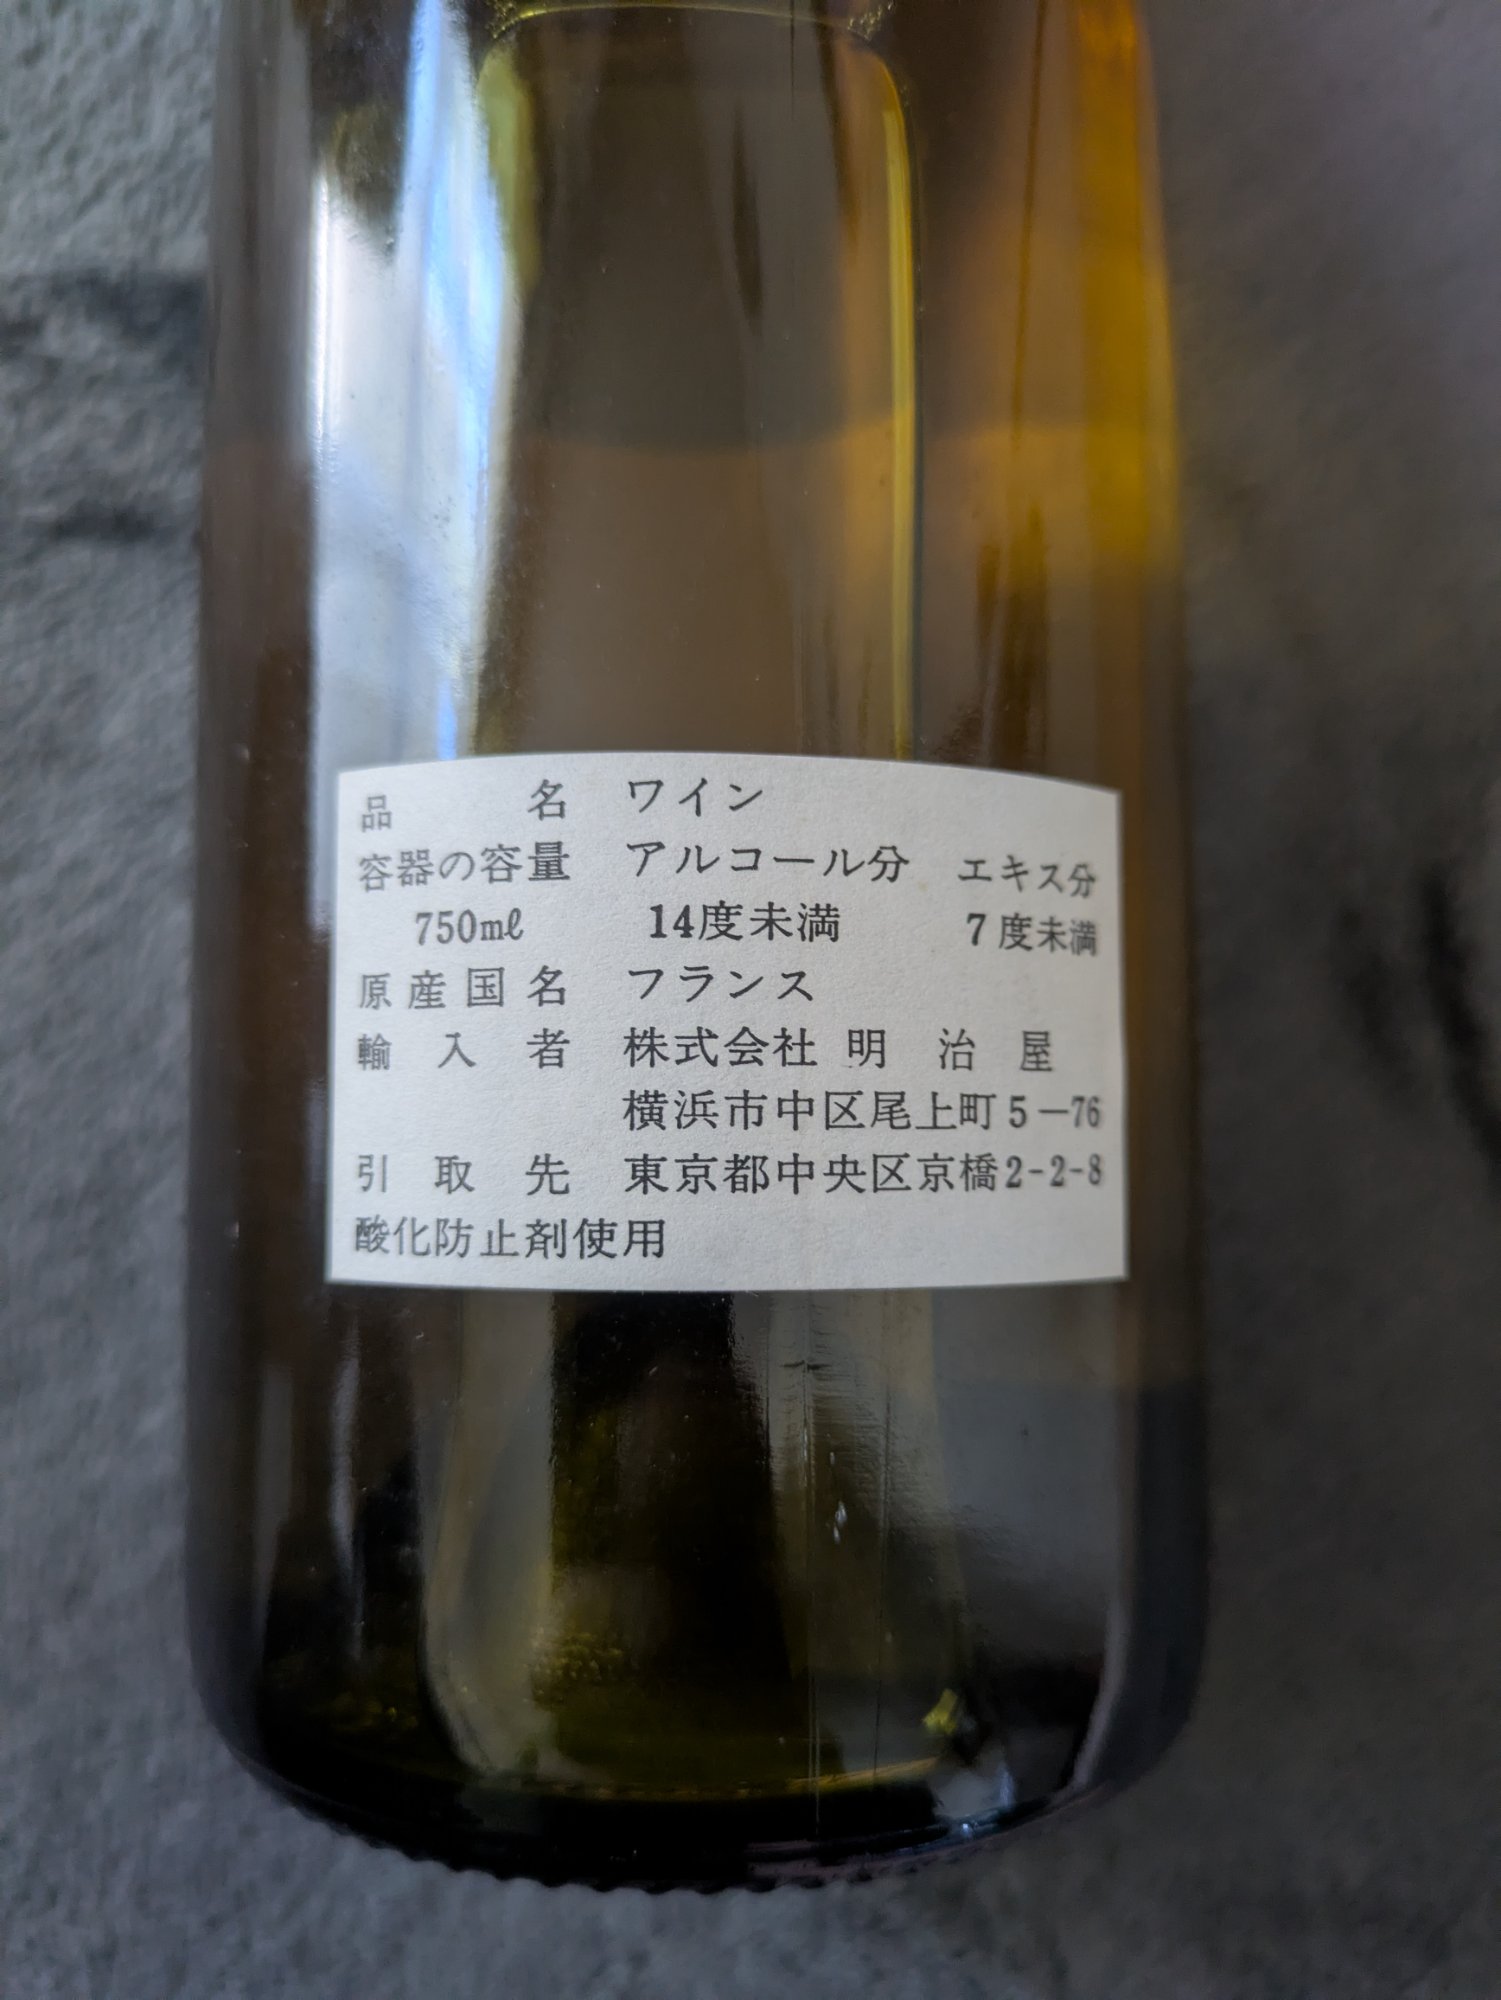 品名 ワイン
容器の容量 アルコール分 エキス分
750mℓ 14度未満 7度未満
原産国名 フランス
輸入者 株式会社 明治屋
横浜市中区尾上町5―76
引取先 東京都中央区京橋2-2-8
酸化防止剤使用